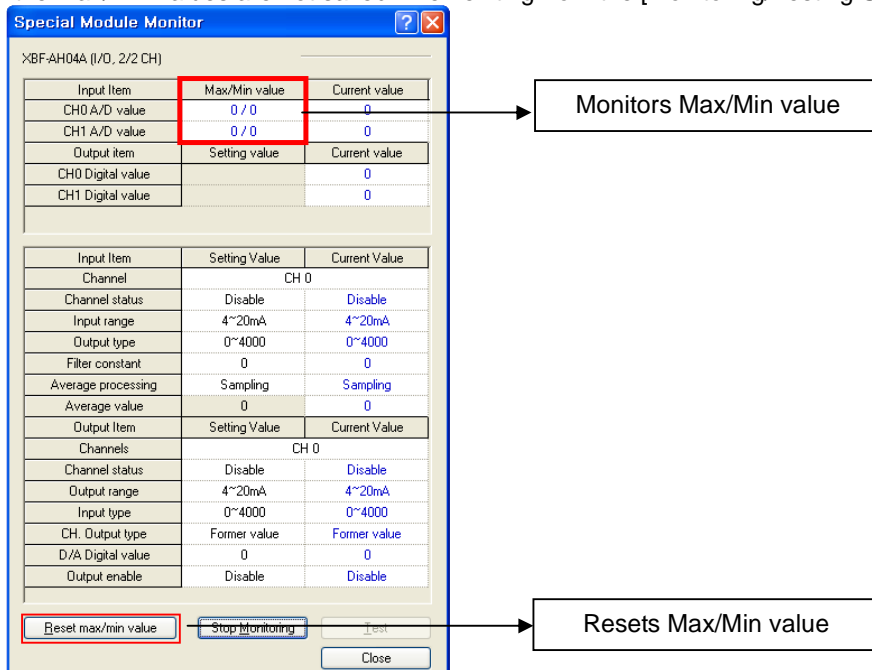 Special Module Monitor
XBF-AH04A (I/O, 2/2 CH)
Input Item Max/Min value Current value
CH0 A/D value 0 / 0 0
CH1 A/D value 0 / 0 0
Output item Setting value Current value
CH0 Digital value 0
CH1 Digital value 0
Input Item Setting Value Current Value
Channel CH 0
Channel status Disable Disable
Input range 4~20mA 4~20mA
Output type 0~4000 0~4000
Filter constant 0 0
Average processing Sampling Sampling
Average value 0 0
Output Item Setting Value Current Value
Channels CH 0
Channel status Disable Disable
Output range 4~20mA 4~20mA
Input type 0~4000 0~4000
CH. Output type Former value Former value
D/A Digital value 0 0
Output enable Disable Disable
Reset max/min value Stop Monitoring Test
Close
Monitors Max/Min value
Resets Max/Min value